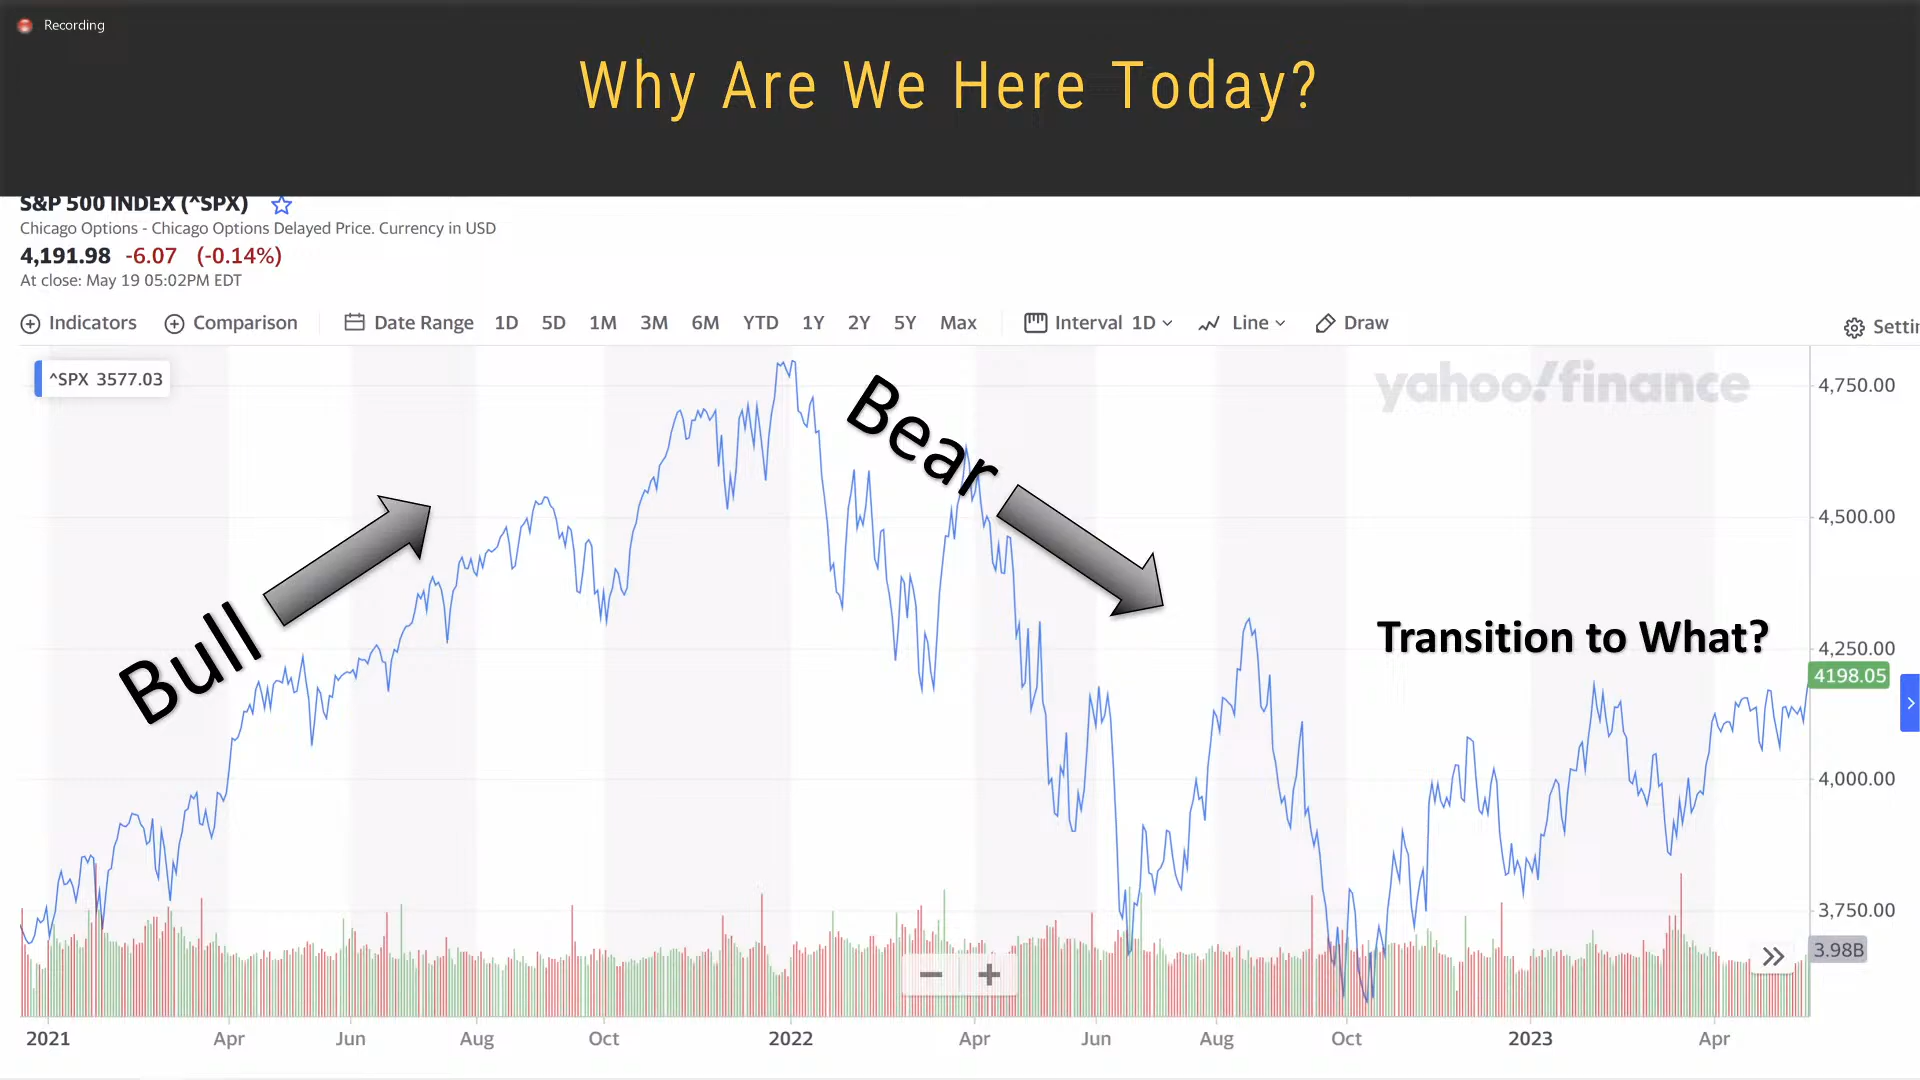 Recording
Why Are We Here Today?
S&P 500 INDEX (^SPX)
Chicago Options - Chicago Options Delayed Price. Currency in USD
4,191.98 -6.07 (-0.14%)
At close: May 19 05:02PM EDT
Indicators Comparison Date Range 1D 5D 1M 3M 6M YTD 1Y 2Y 5Y Max Interval 1D Line Draw Settin
^SPX 3577.03
yahoo!finance
4,750.00
Bear
4,500.00
Bull
Transition to What?
4,250.00
4198.05
4,000.00
3,750.00
3.98B
2021 Apr Jun Aug Oct 2022 Apr Jun Aug Oct 2023 Apr